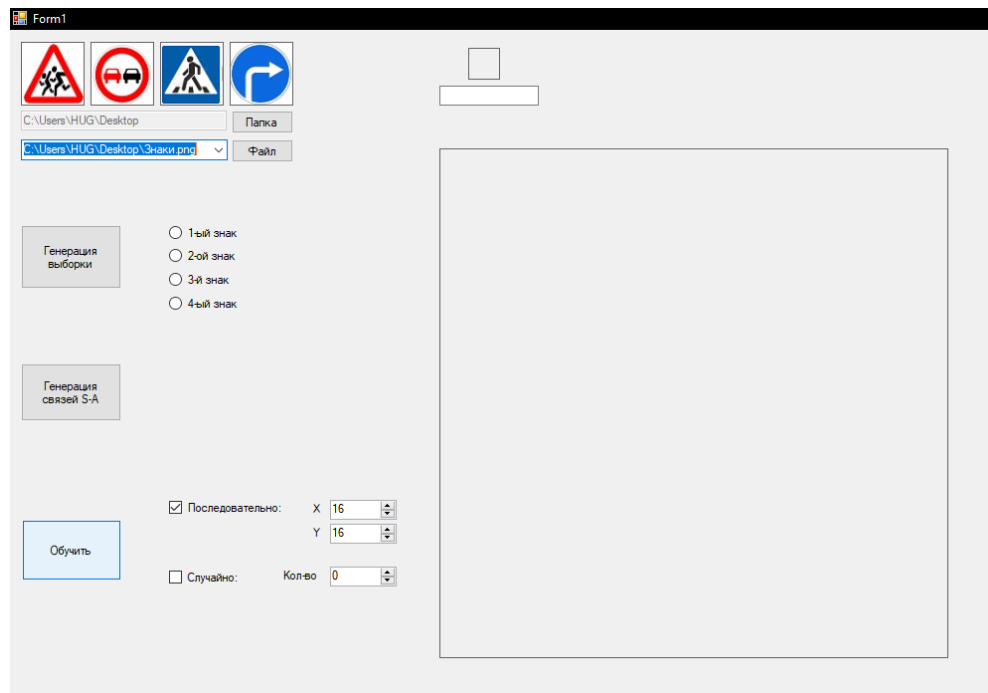 Form1
C:\Users\HUG\Desktop
Папка
C:\Users\HUG\Desktop\Знаки.png
Файл
Генерация
выборки
1-ый знак
2-ой знак
3-й знак
4-ый знак
Генерация
связей S-A
Обучить
Последовательно:
X 16
Y 16
Случайно:
Кол-во 0